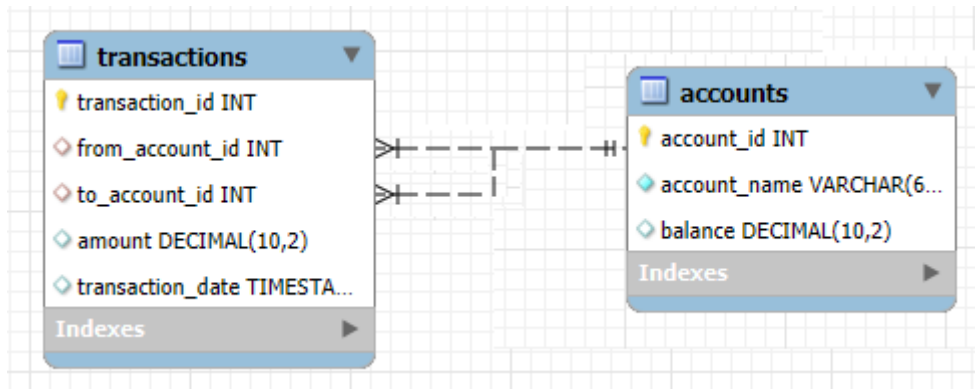 transactions
transaction_id INT
from_account_id INT
to_account_id INT
amount DECIMAL(10,2)
transaction_date TIMESTA...
Indexes
accounts
account_id INT
account_name VARCHAR(6...
balance DECIMAL(10,2)
Indexes